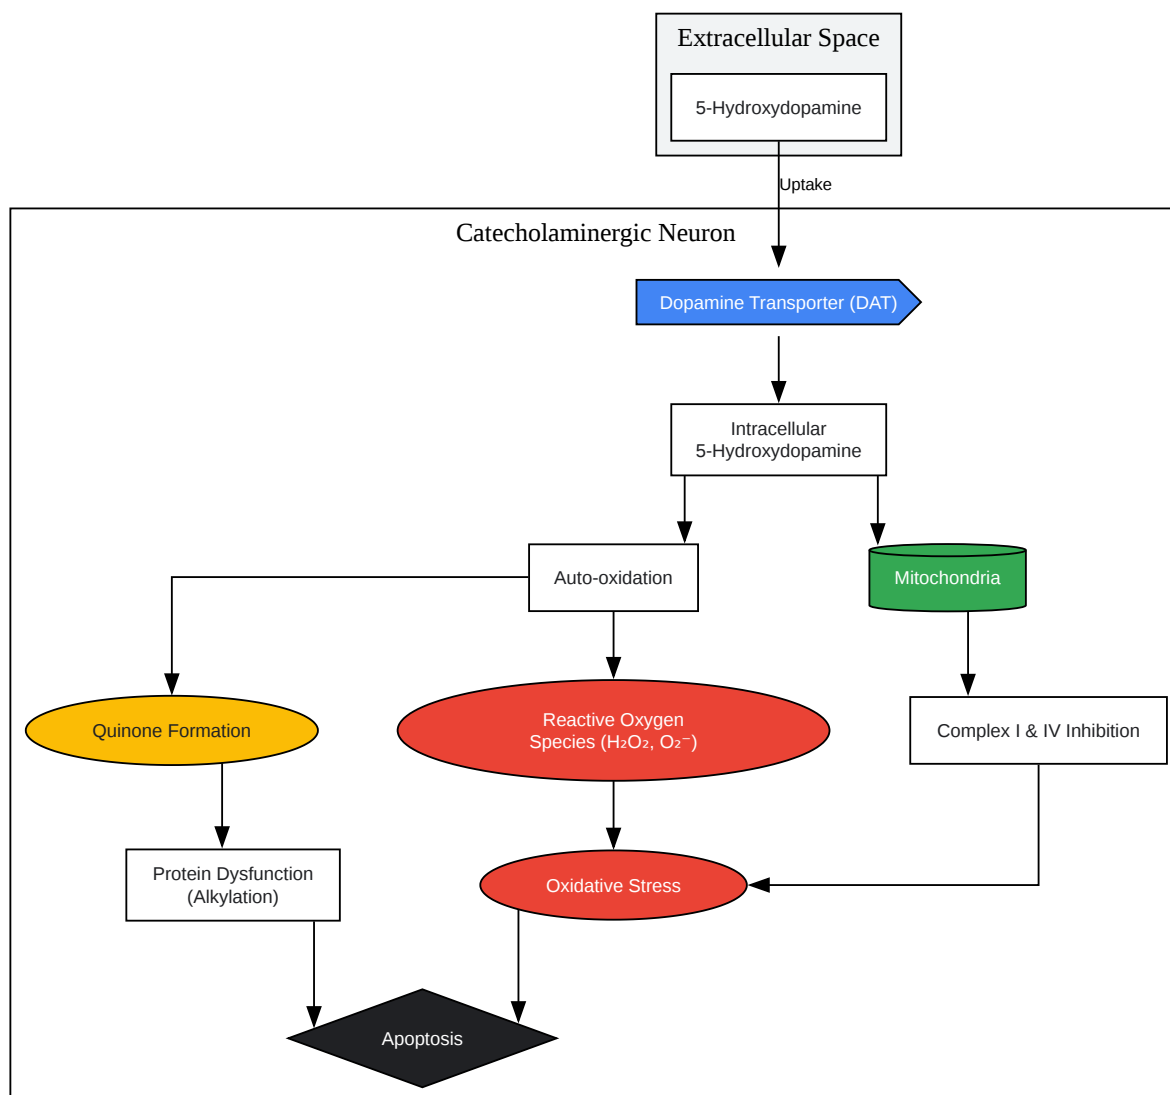 Extracellular Space
5-Hydroxydopamine
Uptake
Catecholaminergic Neuron
Dopamine Transporter (DAT)
Intracellular
5-Hydroxydopamine
Auto-oxidation
Mitochondria
Quinone Formation
Reactive Oxygen
Species (H₂O₂, O₂⁻)
Complex I & IV Inhibition
Protein Dysfunction
(Alkylation)
Oxidative Stress
Apoptosis